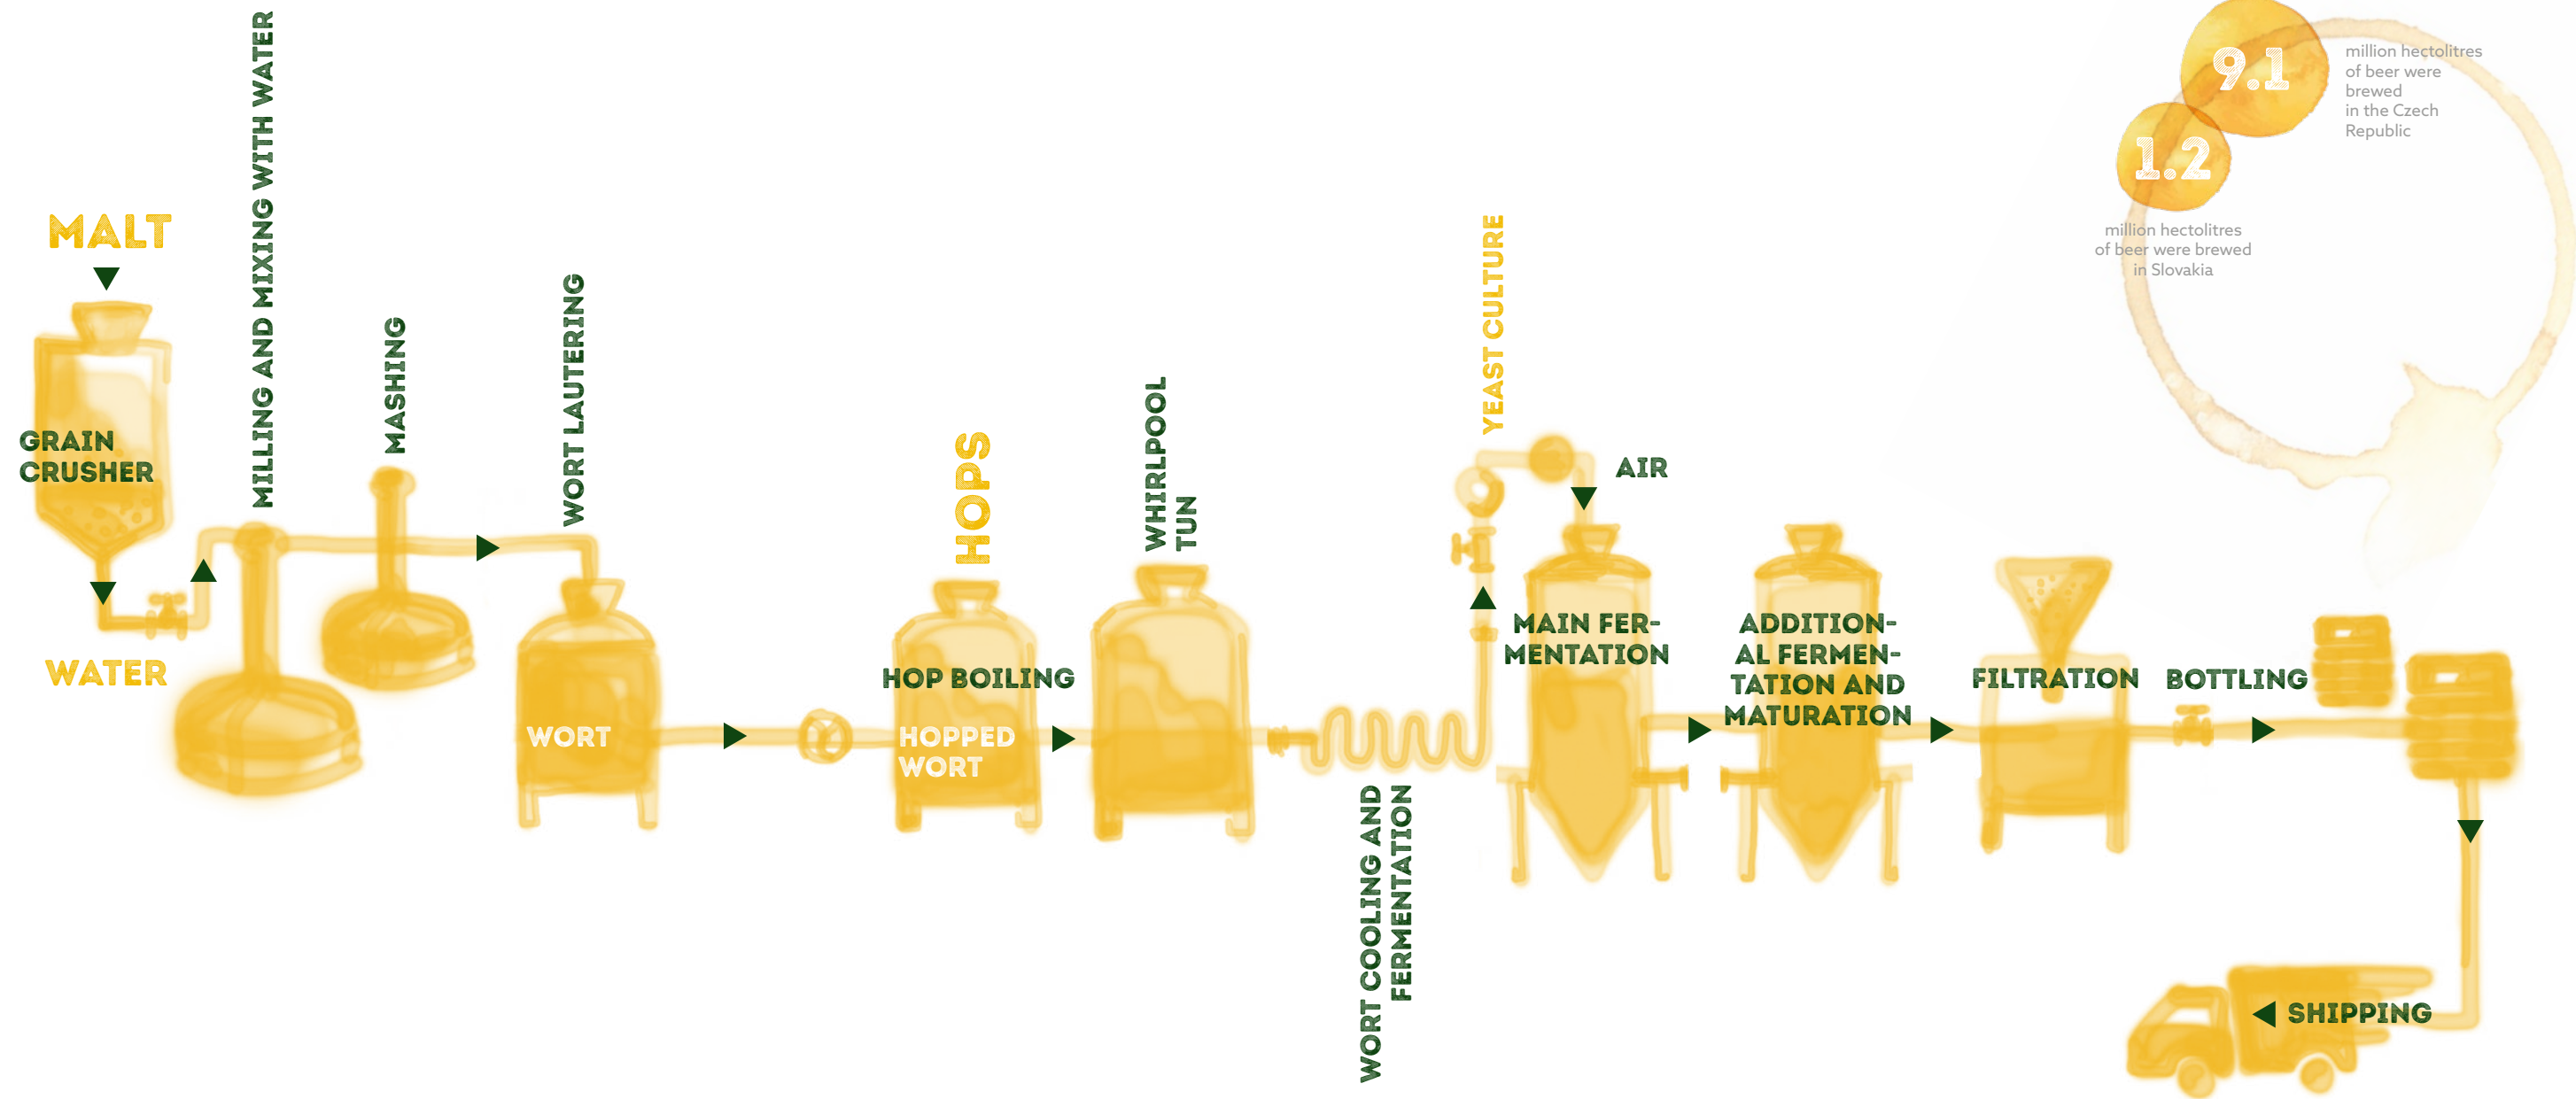 MALT
GRAIN
CRUSHER
WATER
MILLING AND MIXING WITH WATER
MASHING
WORT LAUTERING
WORT
HOPS
HOP BOILING
HOPPED
WORT
WHIRLPOOL
TUN
WORT COOLING AND
FERMENTATION
YEAST CULTURE
AIR
MAIN FER-
MENTATION
ADDITION-
AL FERMEN-
TATION AND
MATURATION
FILTRATION
BOTTLING
SHIPPING
9.1
million hectolitres
of beer were
brewed
in the Czech
Republic
1.2
million hectolitres
of beer were brewed
in Slovakia